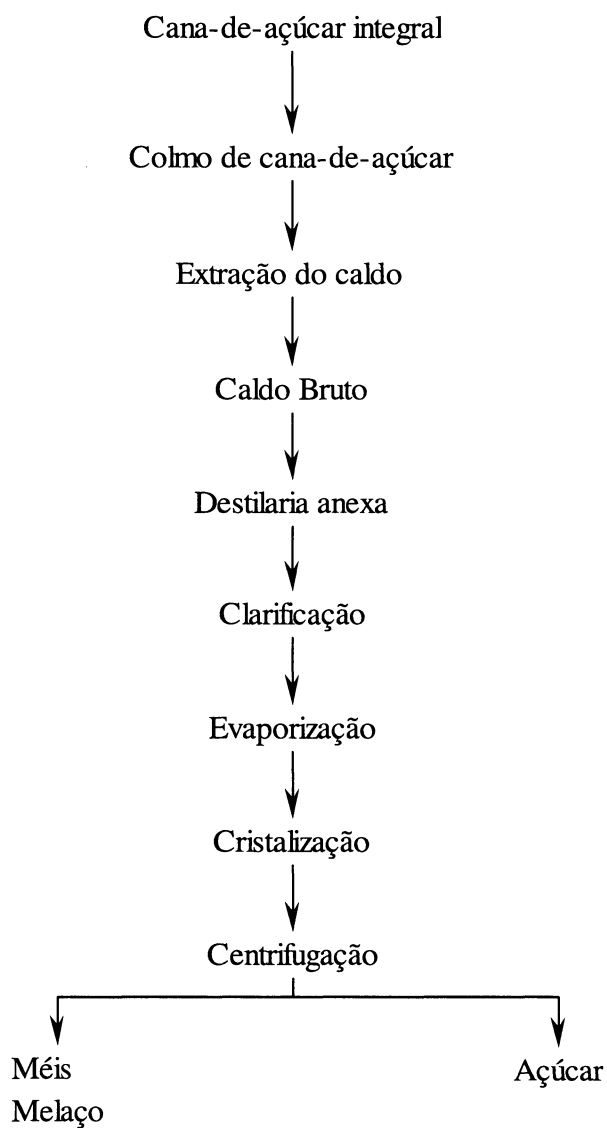 Cana-de-açúcar integral
Colmo de cana-de-açúcar
Extração do caldo
Caldo Bruto
Destilaria anexa
Clarificação
Evaporização
Cristalização
Centrifugação
Méis
Melaço
Açúcar